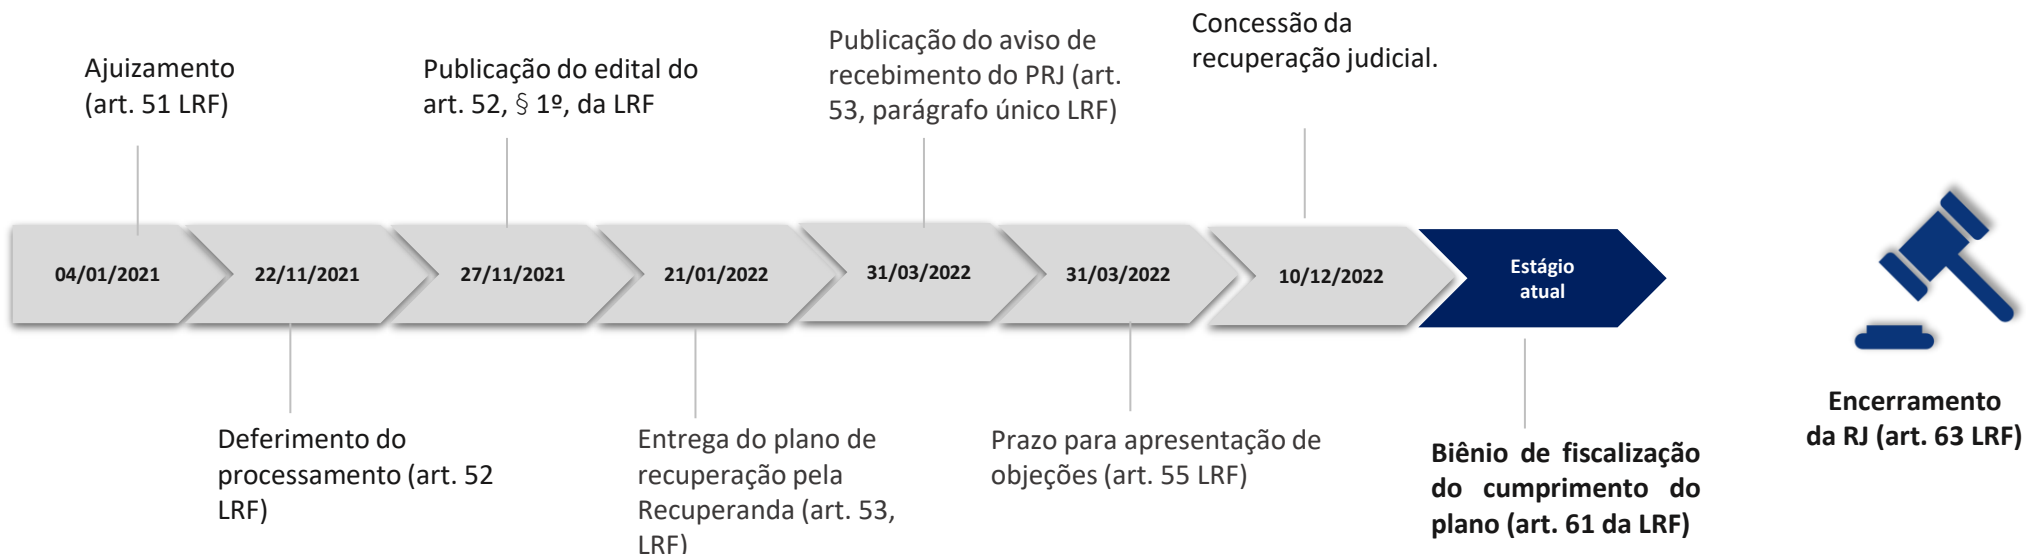 Ajuizamento
(art. 51 LRF)
Publicação do edital do
art. 52, § 1º, da LRF
Publicação do aviso de
recebimento do PRJ (art.
53, parágrafo único LRF)
Concessão da
recuperação judicial.
04/01/2021
22/11/2021
27/11/2021
21/01/2022
31/03/2022
31/03/2022
10/12/2022
Estágio
atual
Deferimento do
processamento (art. 52
LRF)
Entrega do plano de
recuperação pela
Recuperanda (art. 53,
LRF)
Prazo para apresentação de
objeções (art. 55 LRF)
Biênio de fiscalização
do cumprimento do
plano (art. 61 da LRF)
Encerramento
da RJ (art. 63 LRF)